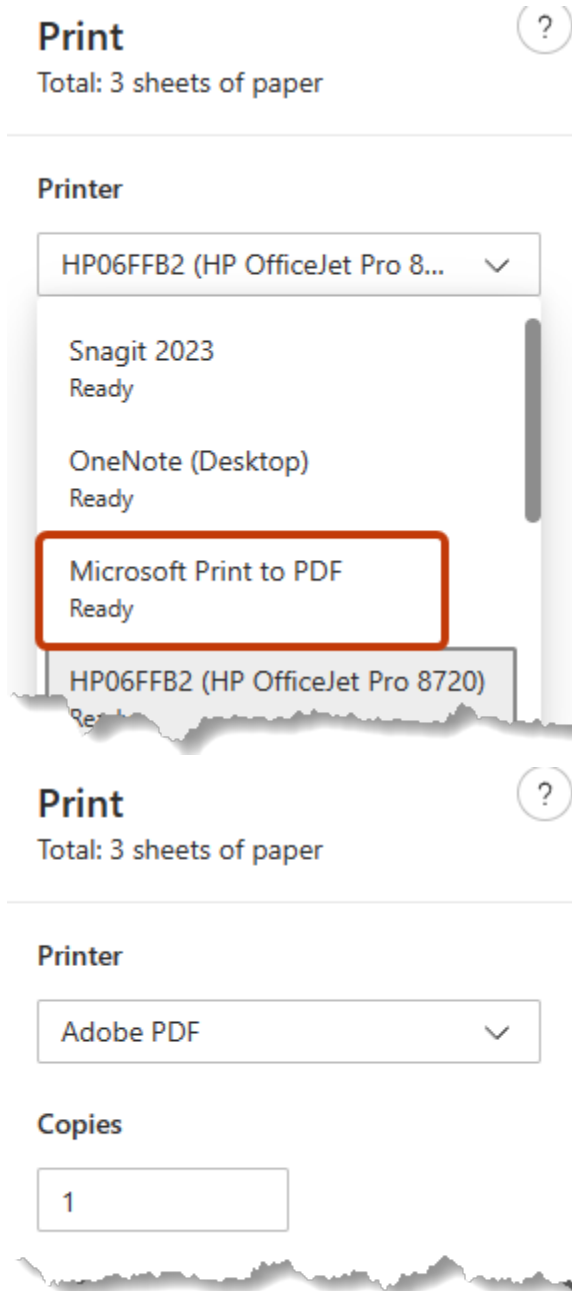 Print
?
Total: 3 sheets of paper
Printer
HP06FFB2 (HP OfficeJet Pro 8...
Snagit 2023
Ready
OneNote (Desktop)
Ready
Microsoft Print to PDF
Ready
HP06FFB2 (HP OfficeJet Pro 8720)
Print
?
Total: 3 sheets of paper
Printer
Adobe PDF
Copies
1